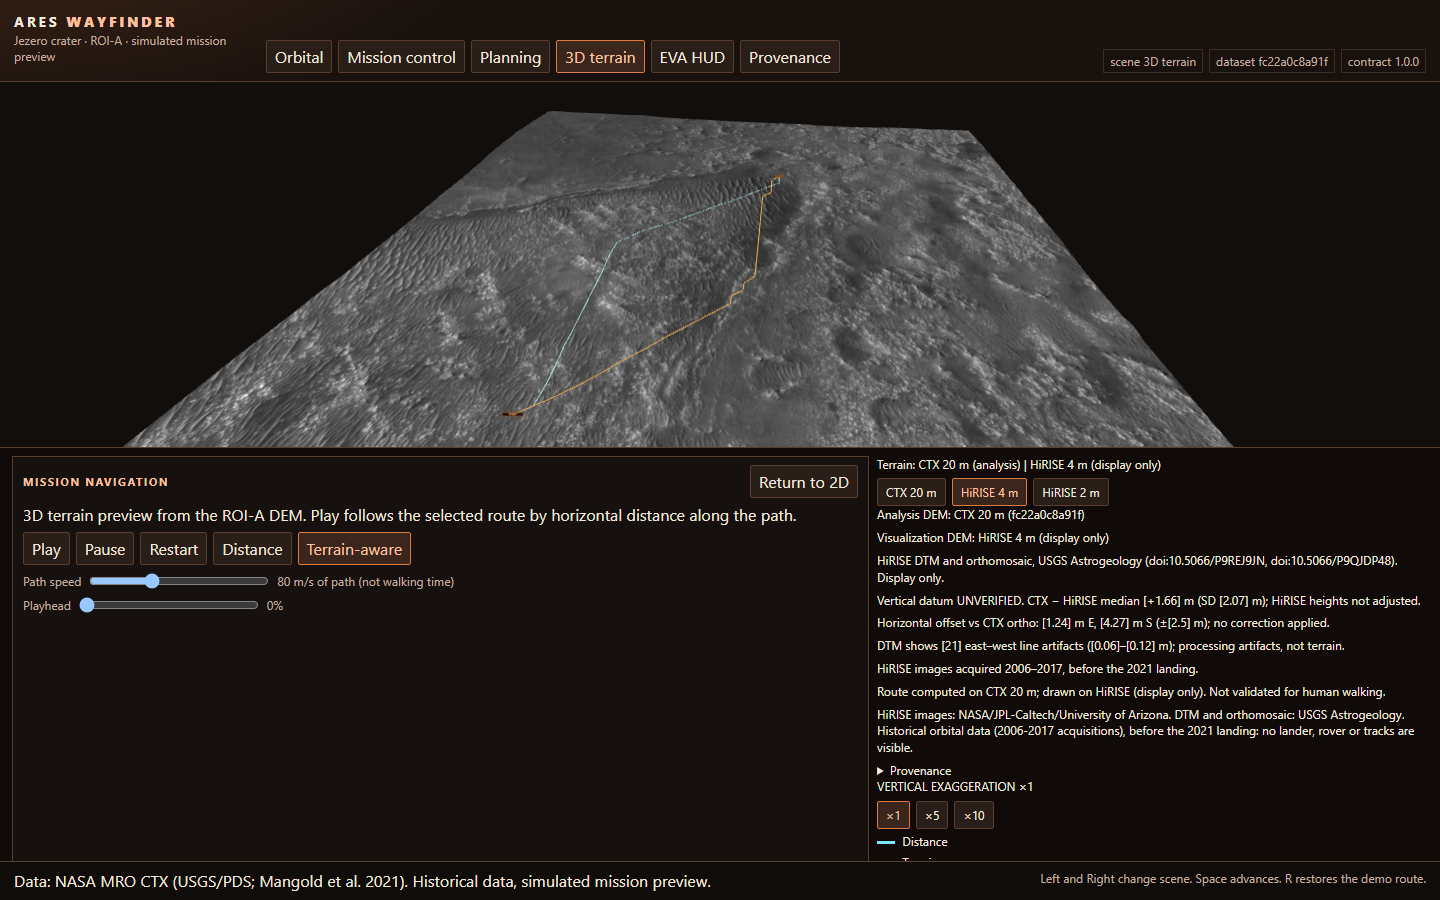 ARES WAYFINDER
Jezero crater · ROI-A · simulated mission
preview
Orbital
Mission control
Planning
3D terrain
EVA HUD
Provenance
scene 3D terrain
dataset fc22a0c8a91f
contract 1.0.0
MISSION NAVIGATION
Return to 2D
3D terrain preview from the ROI-A DEM. Play follows the selected route by horizontal distance along the path.
Play
Pause
Restart
Distance
Terrain-aware
Path speed
80 m/s of path (not walking time)
Playhead
0%
Terrain: CTX 20 m (analysis) | HiRISE 4 m (display only)
CTX 20 m
HiRISE 4 m
HiRISE 2 m
Analysis DEM: CTX 20 m (fc22a0c8a91f)
Visualization DEM: HiRISE 4 m (display only)
HiRISE DTM and orthomosaic, USGS Astrogeology (doi:10.5066/P9REJ9JN, doi:10.5066/P9QJDP48).
Display only.
Vertical datum UNVERIFIED. CTX − HiRISE median [+1.66] m (SD [2.07] m); HiRISE heights not adjusted.
Horizontal offset vs CTX ortho: [1.24] m E, [4.27] m S (±[2.5] m); no correction applied.
DTM shows [21] east–west line artifacts ([0.06]–[0.12] m); processing artifacts, not terrain.
HiRISE images acquired 2006–2017, before the 2021 landing.
Route computed on CTX 20 m; drawn on HiRISE (display only). Not validated for human walking.
HiRISE images: NASA/JPL-Caltech/University of Arizona. DTM and orthomosaic: USGS Astrogeology.
Historical orbital data (2006-2017 acquisitions), before the 2021 landing: no lander, rover or tracks are
visible.
Provenance
VERTICAL EXAGGERATION ×1
×1
×5
×10
Distance
Data: NASA MRO CTX (USGS/PDS; Mangold et al. 2021). Historical data, simulated mission preview.
Left and Right change scene. Space advances. R restores the demo route.